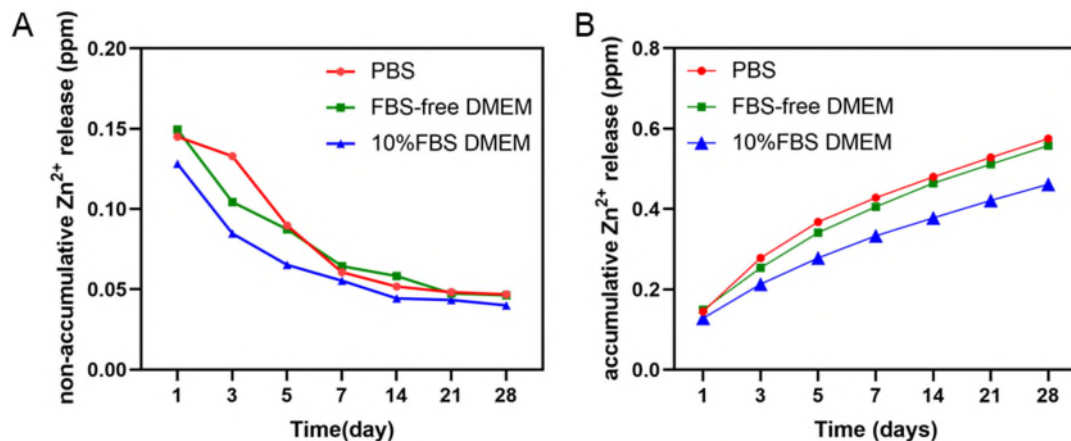 A
non-accumulative Zn²⁺ release (ppm)
0.20
0.15
0.10
0.05
0.00
PBS
FBS-free DMEM
10%FBS DMEM
1 3 5 7 14 21 28
Time(day)
B
accumulative Zn²⁺ release (ppm)
0.8
0.6
0.4
0.2
0.0
PBS
FBS-free DMEM
10%FBS DMEM
1 3 5 7 14 21 28
Time (days)